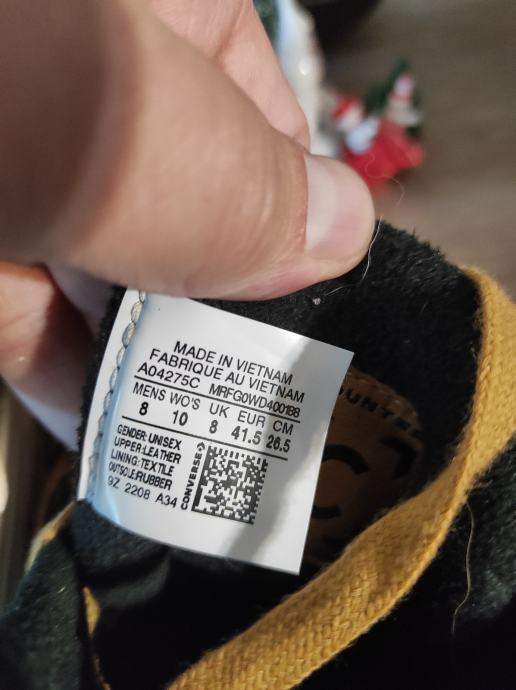 MADE IN VIETNAM
FABRIQUE AU VIETNAM
A04275C MRFG0WD400188
MENS WO'S UK EUR CM
8 10 8 41.5 26.5
GENDER: UNISEX
UPPER: LEATHER
LINING: TEXTILE
OUTSOLE: RUBBER
9Z 2208 A34
CONVERSE